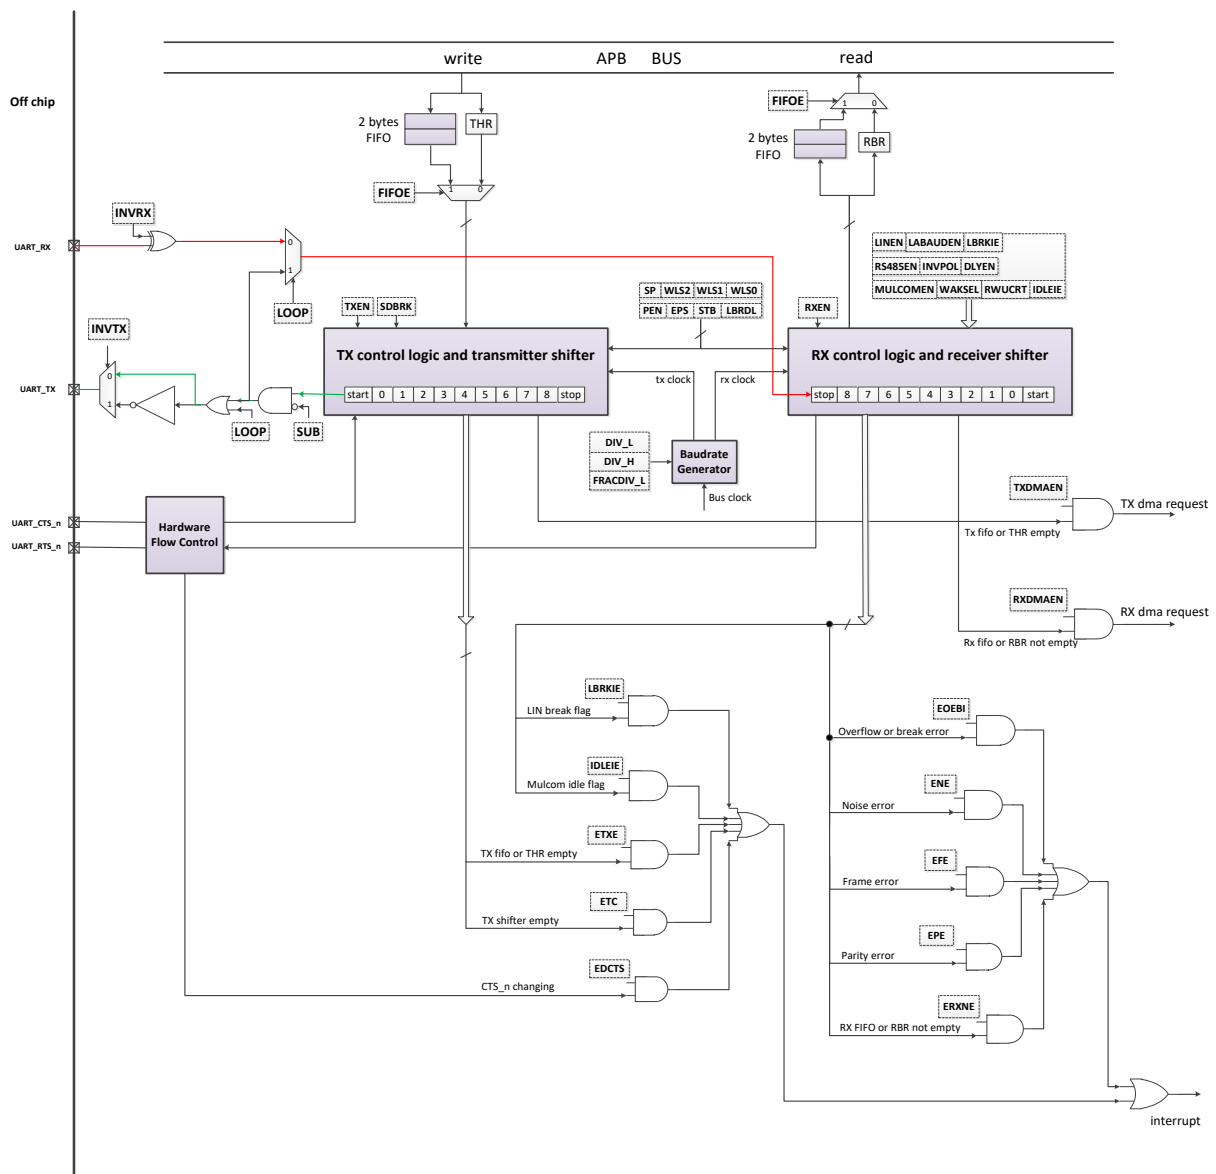 write APB BUS read
Off chip
FIFOE 1 0
2 bytes
FIFO
THR
2 bytes
FIFO
RBR
FIFOE 1 0
INVRX
UART_RX
0
1
LOOP
LINEN LABAUDEN LBRKIE
RS485EN INVPOL DLYEN
MULCOMEN WAKSEL RWUCRT IDLEIE
SP WLS2 WLS1 WLS0
PEN EPS STB LBRDL
TXEN SDBRK
RXEN
INVTX
UART_TX
0
1
LOOP
SUB
TX control logic and transmitter shifter
start 0 1 2 3 4 5 6 7 8 stop
RX control logic and receiver shifter
stop 8 7 6 5 4 3 2 1 0 start
tx clock
rx clock
DIV_L
DIV_H
FRACDIV_L
Baudrate
Generator
Bus clock
UART_CTS_n
UART_RTS_n
Hardware
Flow Control
TXDMAEN
TX dma request
Tx fifo or THR empty
RXDMAEN
RX dma request
Rx fifo or RBR not empty
LBRKIE
LIN break flag
IDLEIE
Mulcom idle flag
ETXE
TX fifo or THR empty
ETC
TX shifter empty
EDCTS
CTS_n changing
EOEBI
Overflow or break error
ENE
Noise error
EFE
Frame error
EPE
Parity error
ERXNE
RX FIFO or RBR not empty
interrupt